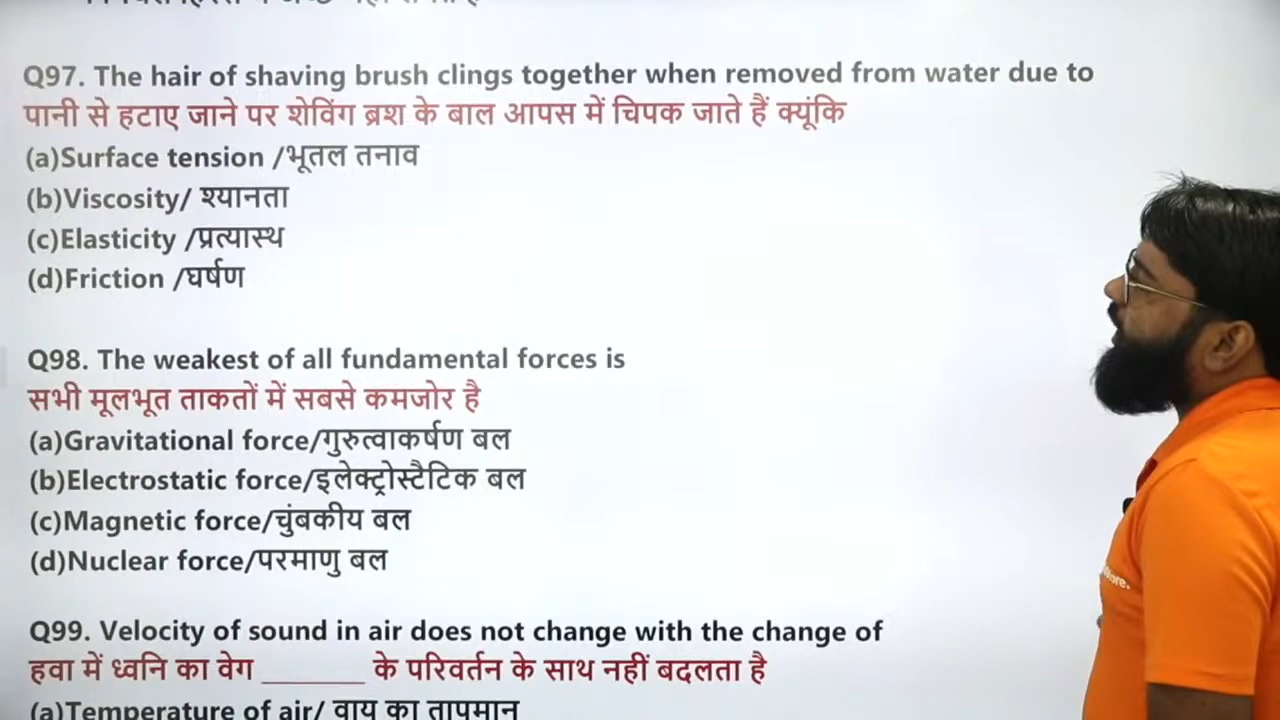 Q97. The hair of shaving brush clings together when removed from water due to
पानी से हटाए जाने पर शेविंग ब्रश के बाल आपस में चिपक जाते हैं क्यूंकि
(a)Surface tension /भूतल तनाव
(b)Viscosity/ श्यानता
(c)Elasticity /प्रत्यास्थ
(d)Friction /घर्षण
Q98. The weakest of all fundamental forces is
सभी मूलभूत ताकतों में सबसे कमजोर है
(a)Gravitational force/गुरुत्वाकर्षण बल
(b)Electrostatic force/इलेक्ट्रोस्टैटिक बल
(c)Magnetic force/चुंबकीय बल
(d)Nuclear force/परमाणु बल
Q99. Velocity of sound in air does not change with the change of
हवा में ध्वनि का वेग ________ के परिवर्तन के साथ नहीं बदलता है
(a)Temperature of air/ वायु का तापमान